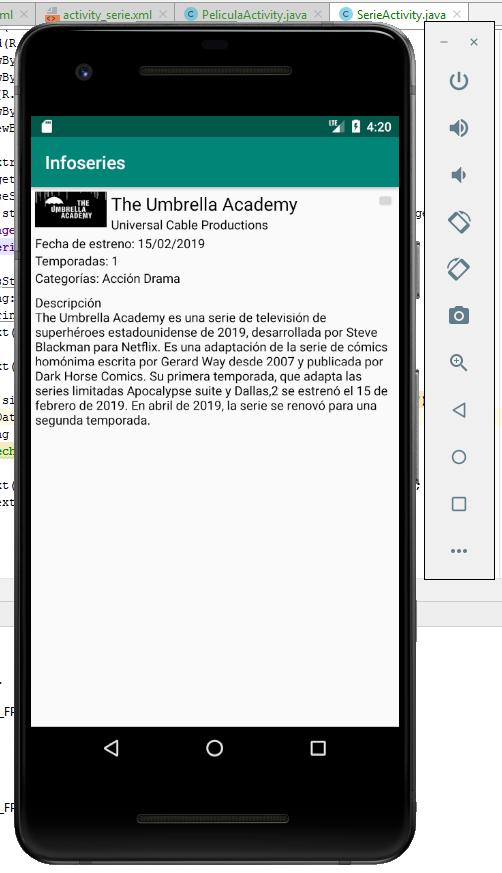 ml
activity_serie.xml
PeliculaActivity.java
SerieActivity.java
LTE
4:20
Infoseries
THE
UMBRELLA
ACADEMY
The Umbrella Academy
Universal Cable Productions
Fecha de estreno: 15/02/2019
Temporadas: 1
Categorías: Acción Drama
Descripción
The Umbrella Academy es una serie de televisión de
superhéroes estadounidense de 2019, desarrollada por Steve
Blackman para Netflix. Es una adaptación de la serie de cómics
homónima escrita por Gerard Way desde 2007 y publicada por
Dark Horse Comics. Su primera temporada, que adapta las
series limitadas Apocalypse suite y Dallas,2 se estrenó el 15 de
febrero de 2019. En abril de 2019, la serie se renovó para una
segunda temporada.